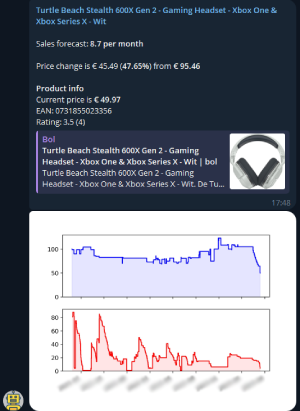 Turtle Beach Stealth 600X Gen 2 - Gaming Headset - Xbox One &
Xbox Series X - Wit
Sales forecast: 8.7 per month
Price change is € 45.49 (47.65%) from € 95.46
Product info
Current price is € 49.97
EAN: 0731855023356
Rating: 3,5 (4)
Bol
Turtle Beach Stealth 600X Gen 2 - Gaming
Headset - Xbox One & Xbox Series X - Wit | bol
Turtle Beach Stealth 600X Gen 2 - Gaming
Headset - Xbox One & Xbox Series X - Wit. De Tu...
17:48
100
50
0
80
60
40
20
0